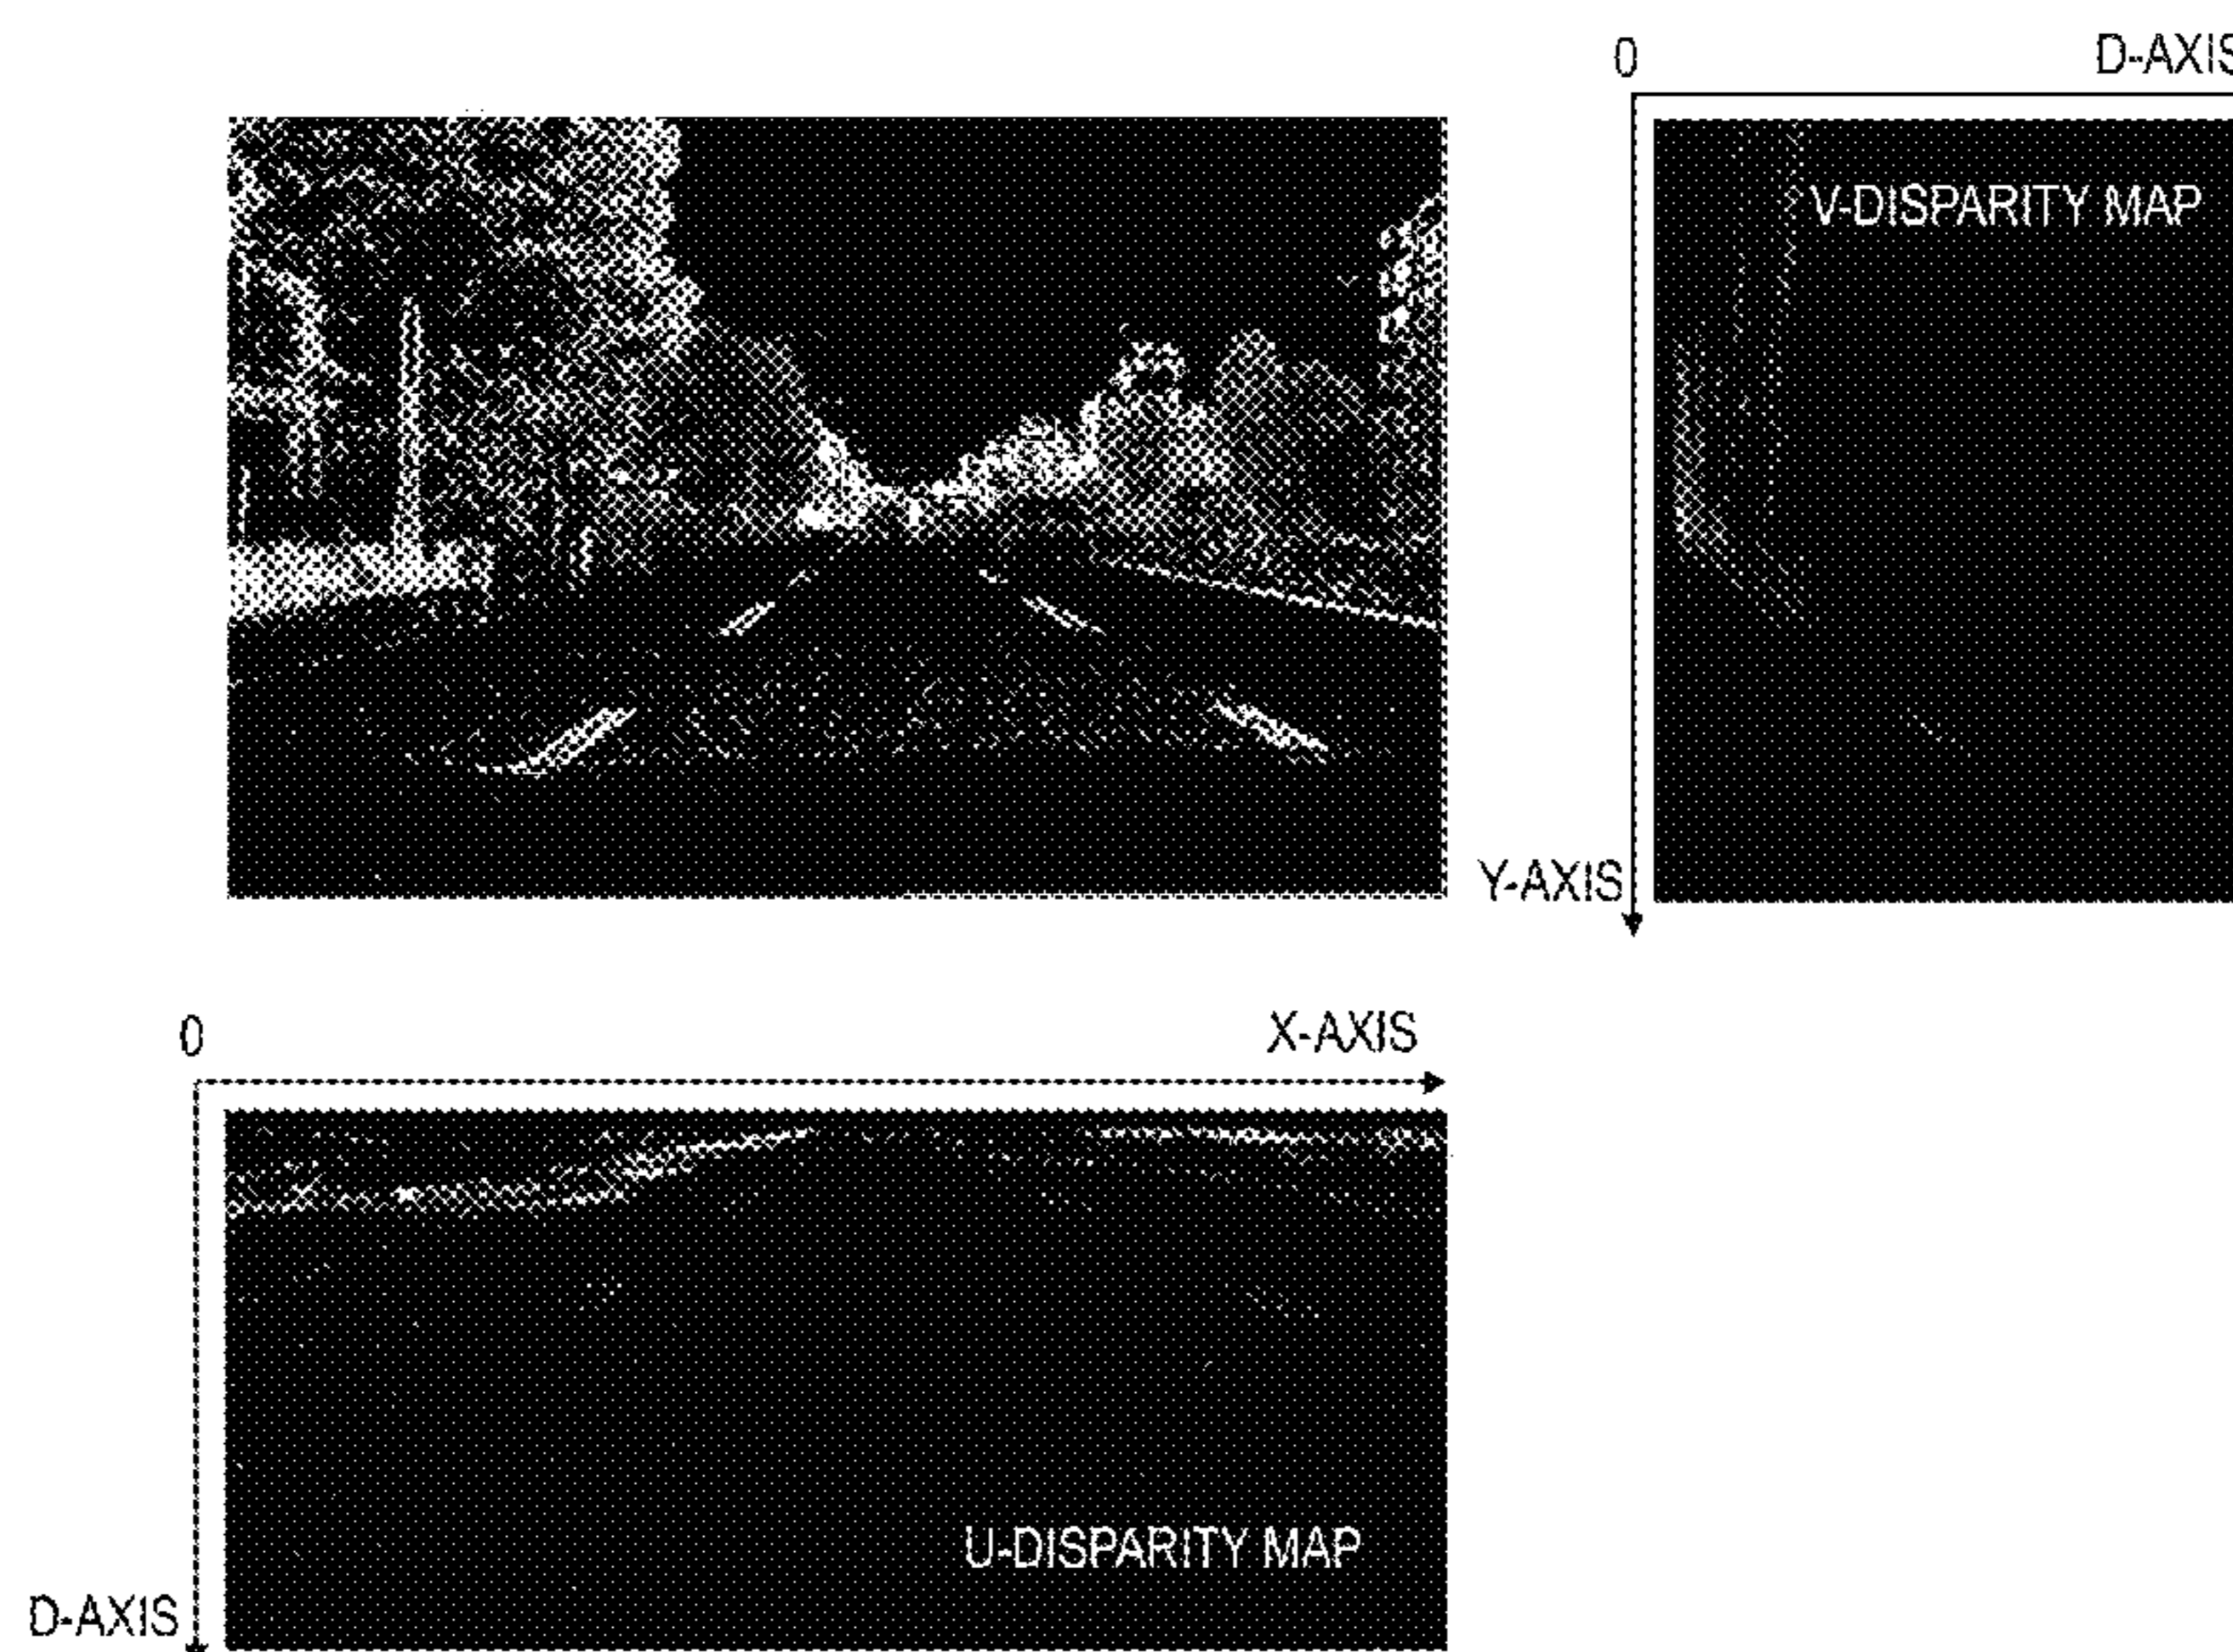 0
D-AXIS
V-DISPARITY MAP
Y-AXIS
0
X-AXIS
U-DISPARITY MAP
D-AXIS